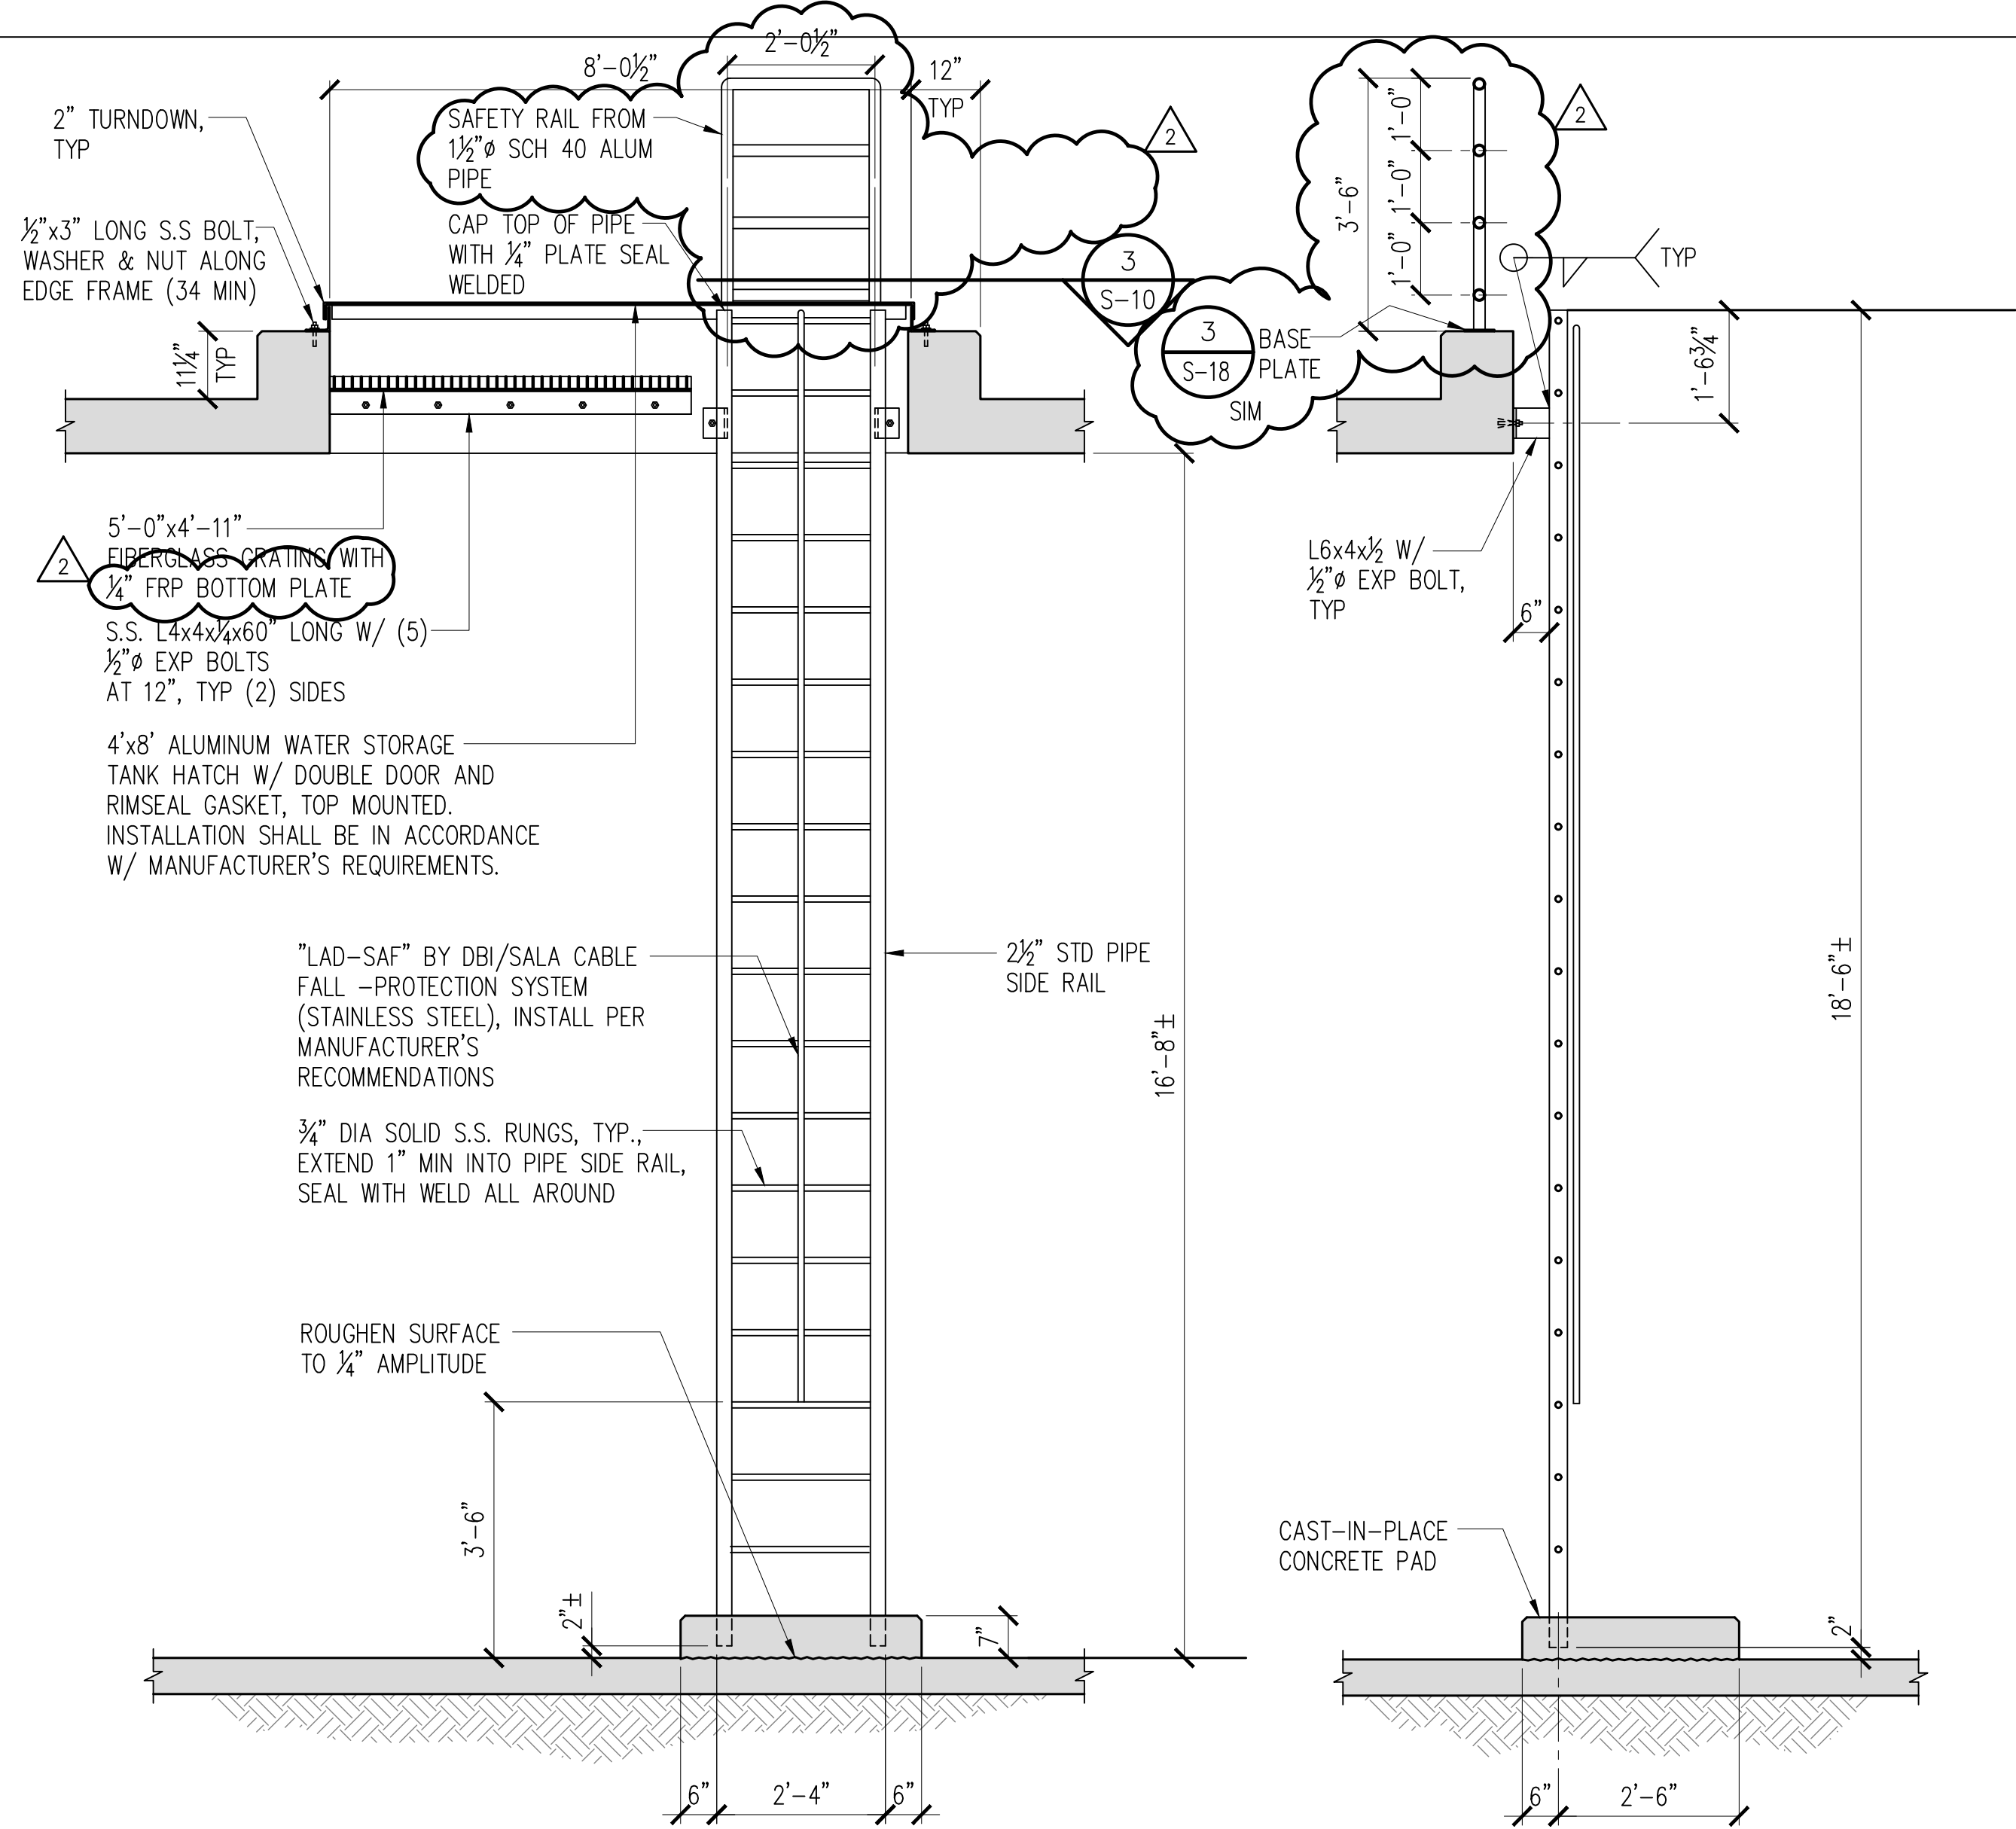 2'-0½"
8'-0½"
12"
TYP
2" TURNDOWN,
TYP
SAFETY RAIL FROM
1½"ø SCH 40 ALUM
PIPE
CAP TOP OF PIPE
WITH ¼" PLATE SEAL
WELDED
½"x3" LONG S.S BOLT,
WASHER & NUT ALONG
EDGE FRAME (34 MIN)
11¼"
TYP
2
3
S-10
3
S-18
BASE
PLATE
SIM
3'-6"
1'-0"
1'-0"
1'-0"
2
TYP
1'-6¾"
5'-0"x4'-11"
FIBERGLASS GRATING WITH
¼" FRP BOTTOM PLATE
2
S.S. L4x4x¼x60" LONG W/ (5)
½"ø EXP BOLTS
AT 12", TYP (2) SIDES
4'x8' ALUMINUM WATER STORAGE
TANK HATCH W/ DOUBLE DOOR AND
RIMSEAL GASKET, TOP MOUNTED.
INSTALLATION SHALL BE IN ACCORDANCE
W/ MANUFACTURER'S REQUIREMENTS.
L6x4x½ W/
½"ø EXP BOLT,
TYP
6"
"LAD-SAF" BY DBI/SALA CABLE
FALL -PROTECTION SYSTEM
(STAINLESS STEEL), INSTALL PER
MANUFACTURER'S
RECOMMENDATIONS
2½" STD PIPE
SIDE RAIL
16'-8"±
18'-6"±
¾" DIA SOLID S.S. RUNGS, TYP.,
EXTEND 1" MIN INTO PIPE SIDE RAIL,
SEAL WITH WELD ALL AROUND
ROUGHEN SURFACE
TO ¼" AMPLITUDE
3'-6"
2"±
7"
CAST-IN-PLACE
CONCRETE PAD
2"
6"
2'-4"
6"
6"
2'-6"